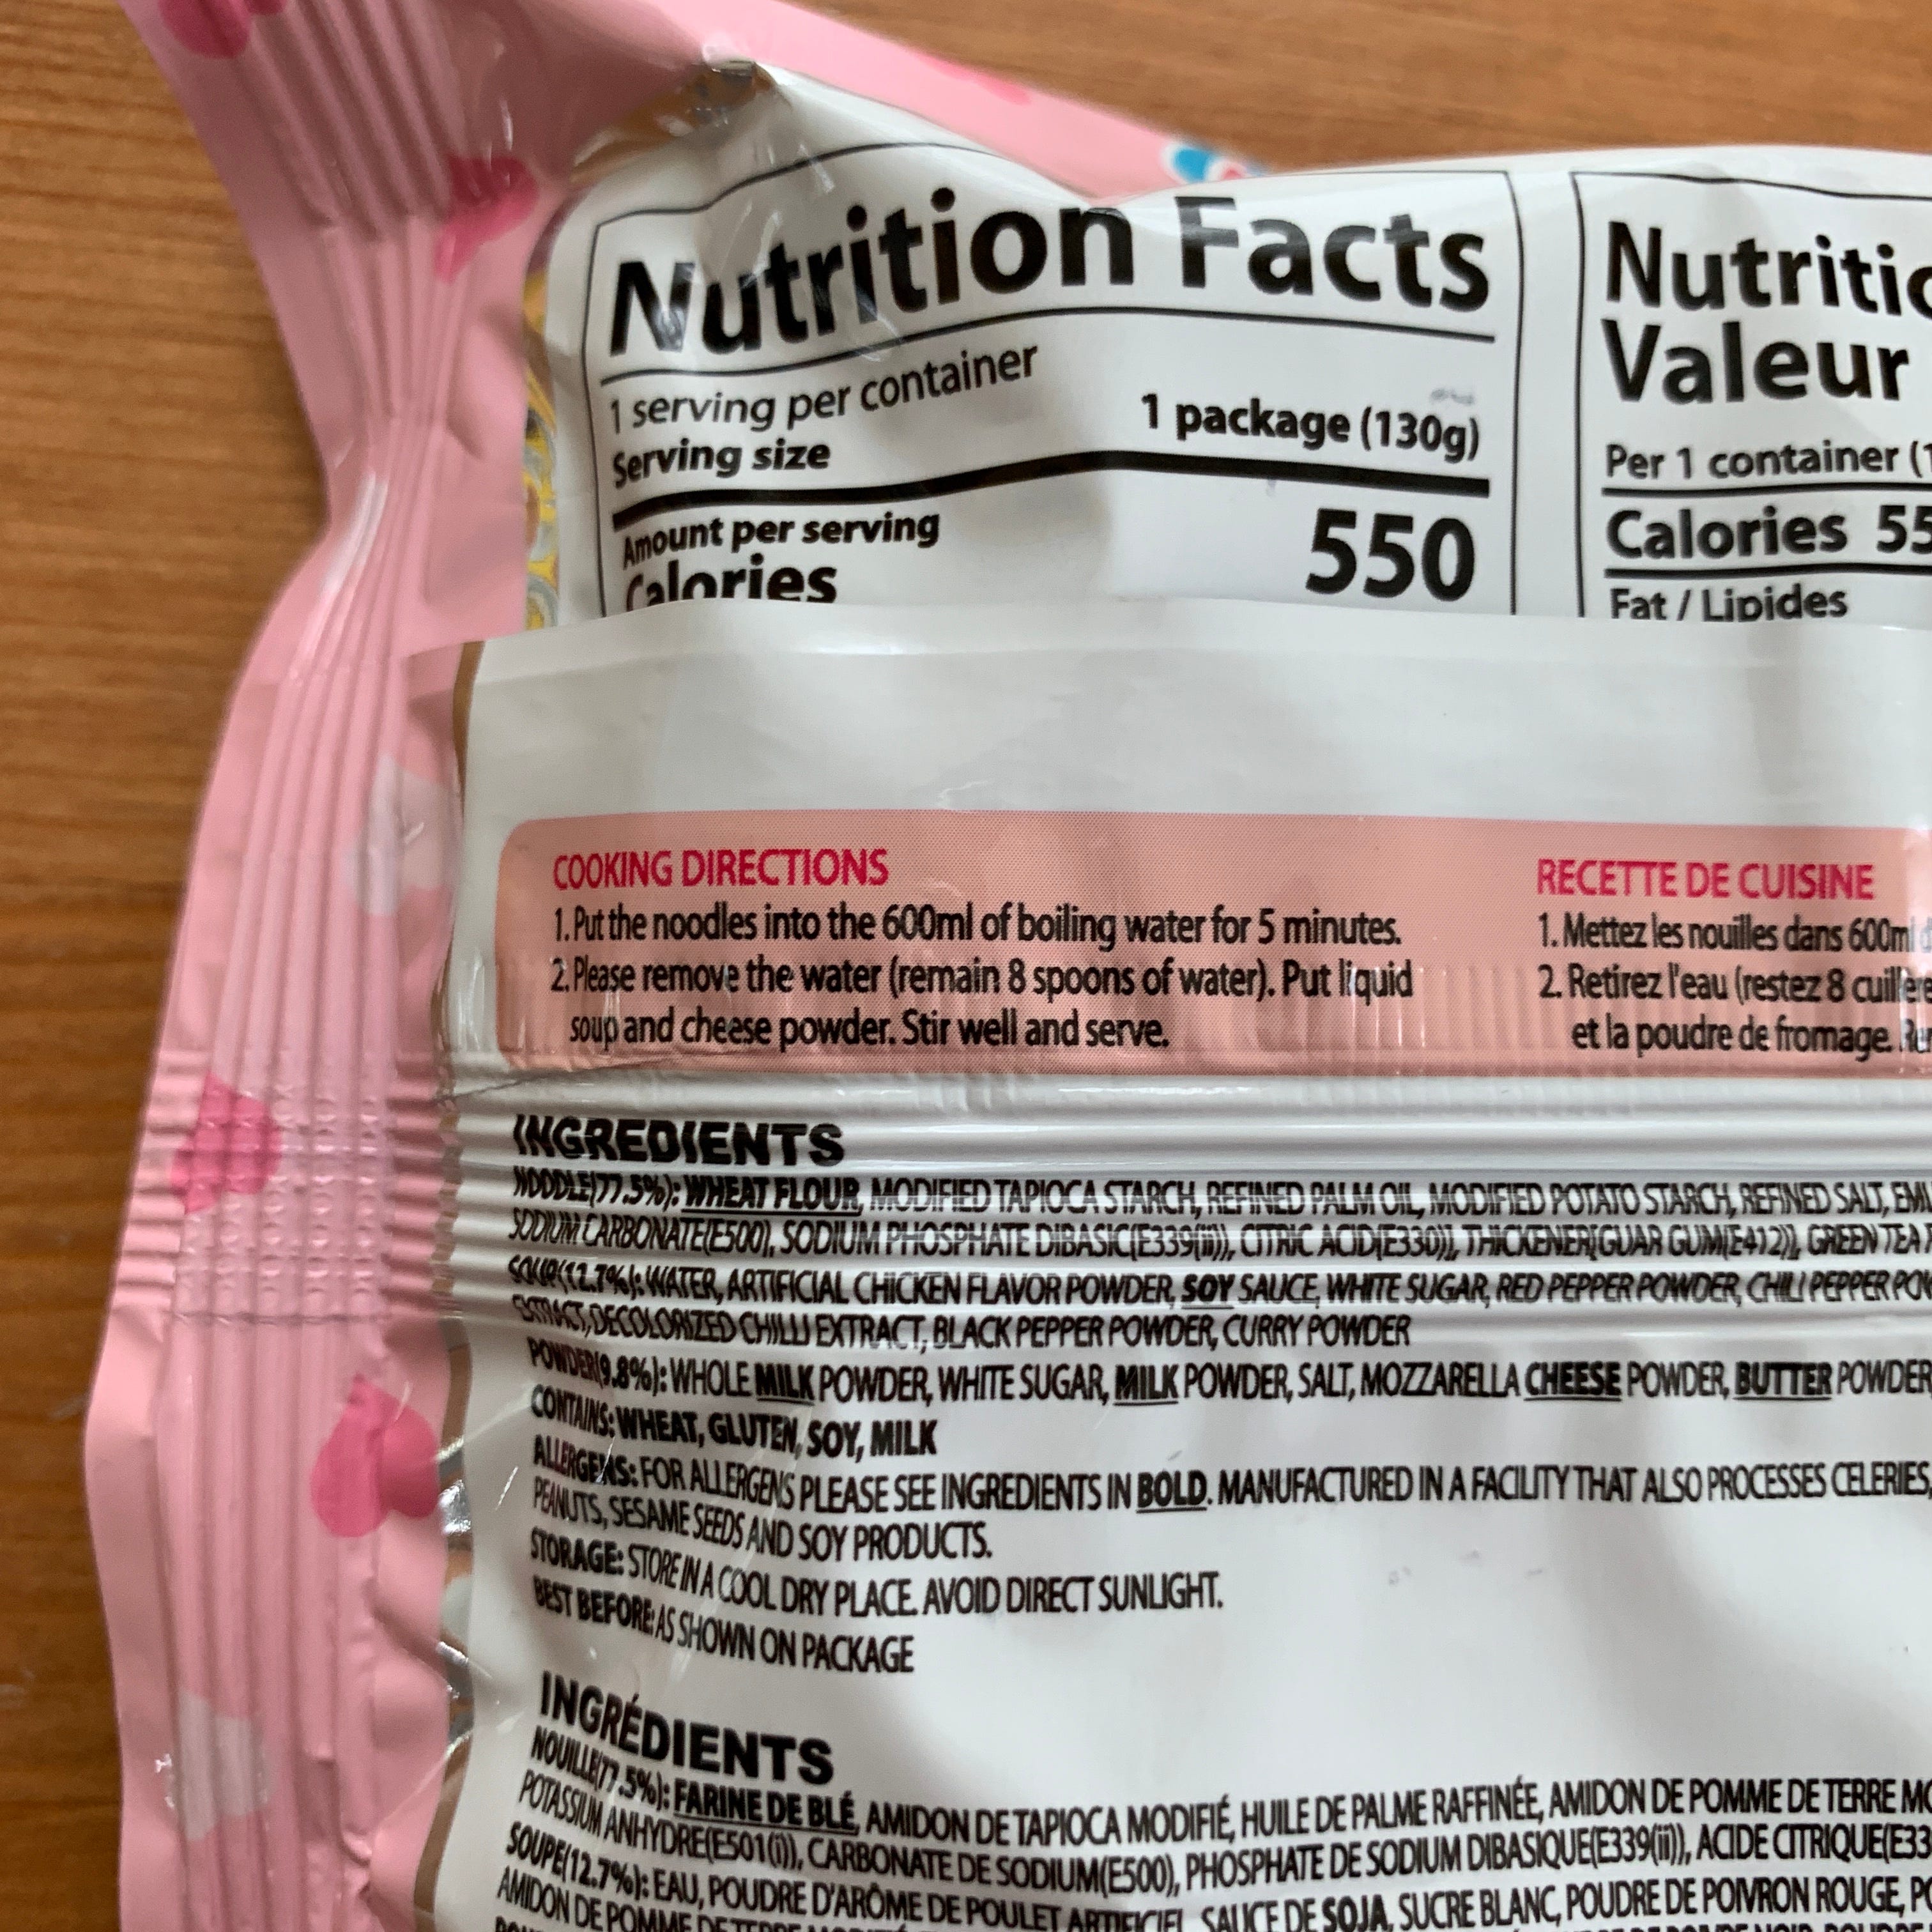 Nutrition Facts
1 serving per container
Serving size 1 package (130g)
Amount per serving
Calories 550
Nutritio
Valeur
Per 1 container (1
Calories 55
Fat / Lipides
COOKING DIRECTIONS
1. Put the noodles into the 600ml of boiling water for 5 minutes.
2. Please remove the water (remain 8 spoons of water). Put liquid
soup and cheese powder. Stir well and serve.
RECETTE DE CUISINE
1. Mettez les nouilles dans 600ml d
2. Retirez l'eau (restez 8 cuillere
et la poudre de fromage. Rem
INGREDIENTS
NOODLE(77.5%): WHEAT FLOUR, MODIFIED TAPIOCA STARCH, REFINED PALM OIL, MODIFIED POTATO STARCH, REFINED SALT, EMU
SODIUM CARBONATE(E500), SODIUM PHOSPHATE DIBASIC(E339(ii)), CITRIC ACID(E330)], THICKENER[GUAR GUM(E412)], GREEN TEA
SOUP(12.7%): WATER, ARTIFICIAL CHICKEN FLAVOR POWDER, SOY SAUCE, WHITE SUGAR, RED PEPPER POWDER, CHILI PEPPER POW
EXTRACT, DECOLORIZED CHILLI EXTRACT, BLACK PEPPER POWDER, CURRY POWDER
POWDER(9.8%): WHOLE MILK POWDER, WHITE SUGAR, MILK POWDER, SALT, MOZZARELLA CHEESE POWDER, BUTTER POWDER
CONTAINS: WHEAT, GLUTEN, SOY, MILK
ALLERGENS: FOR ALLERGENS PLEASE SEE INGREDIENTS IN BOLD. MANUFACTURED IN A FACILITY THAT ALSO PROCESSES CELERIES,
PEANUTS, SESAME SEEDS AND SOY PRODUCTS.
STORAGE: STORE IN A COOL DRY PLACE. AVOID DIRECT SUNLIGHT.
BEST BEFORE: AS SHOWN ON PACKAGE
INGRÉDIENTS
NOUILLE(77.5%): FARINE DE BLÉ, AMIDON DE TAPIOCA MODIFIÉ, HUILE DE PALME RAFFINÉE, AMIDON DE POMME DE TERRE MO
POTASSIUM ANHYDRE(E501(i)), CARBONATE DE SODIUM(E500), PHOSPHATE DE SODIUM DIBASIQUE(E339(ii)), ACIDE CITRIQUE(E33
SOUPE(12.7%): EAU, POUDRE D'ARÔME DE POULET ARTIFICIEL, SAUCE DE SOJA, SUCRE BLANC, POUDRE DE POIVRON ROUGE, PO
AMIDON DE POMME DE TERRE